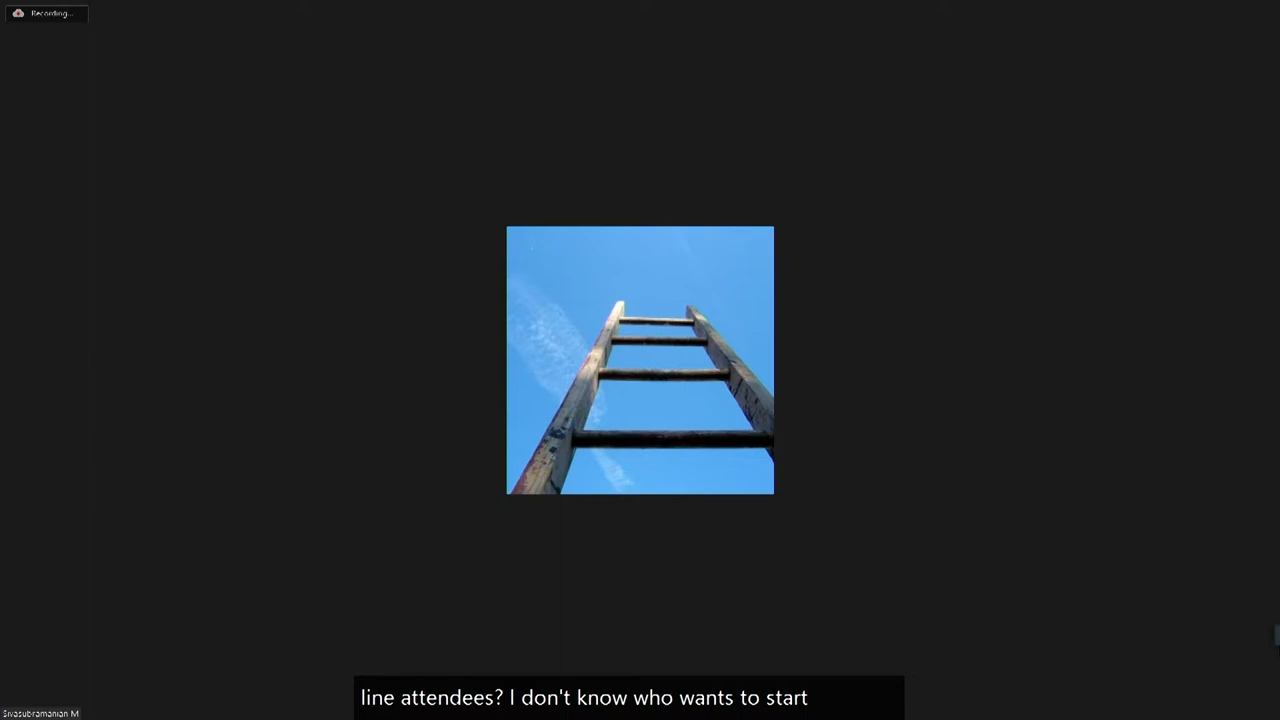 Recording...
line attendees? I don't know who wants to start
Sivasubramanian M